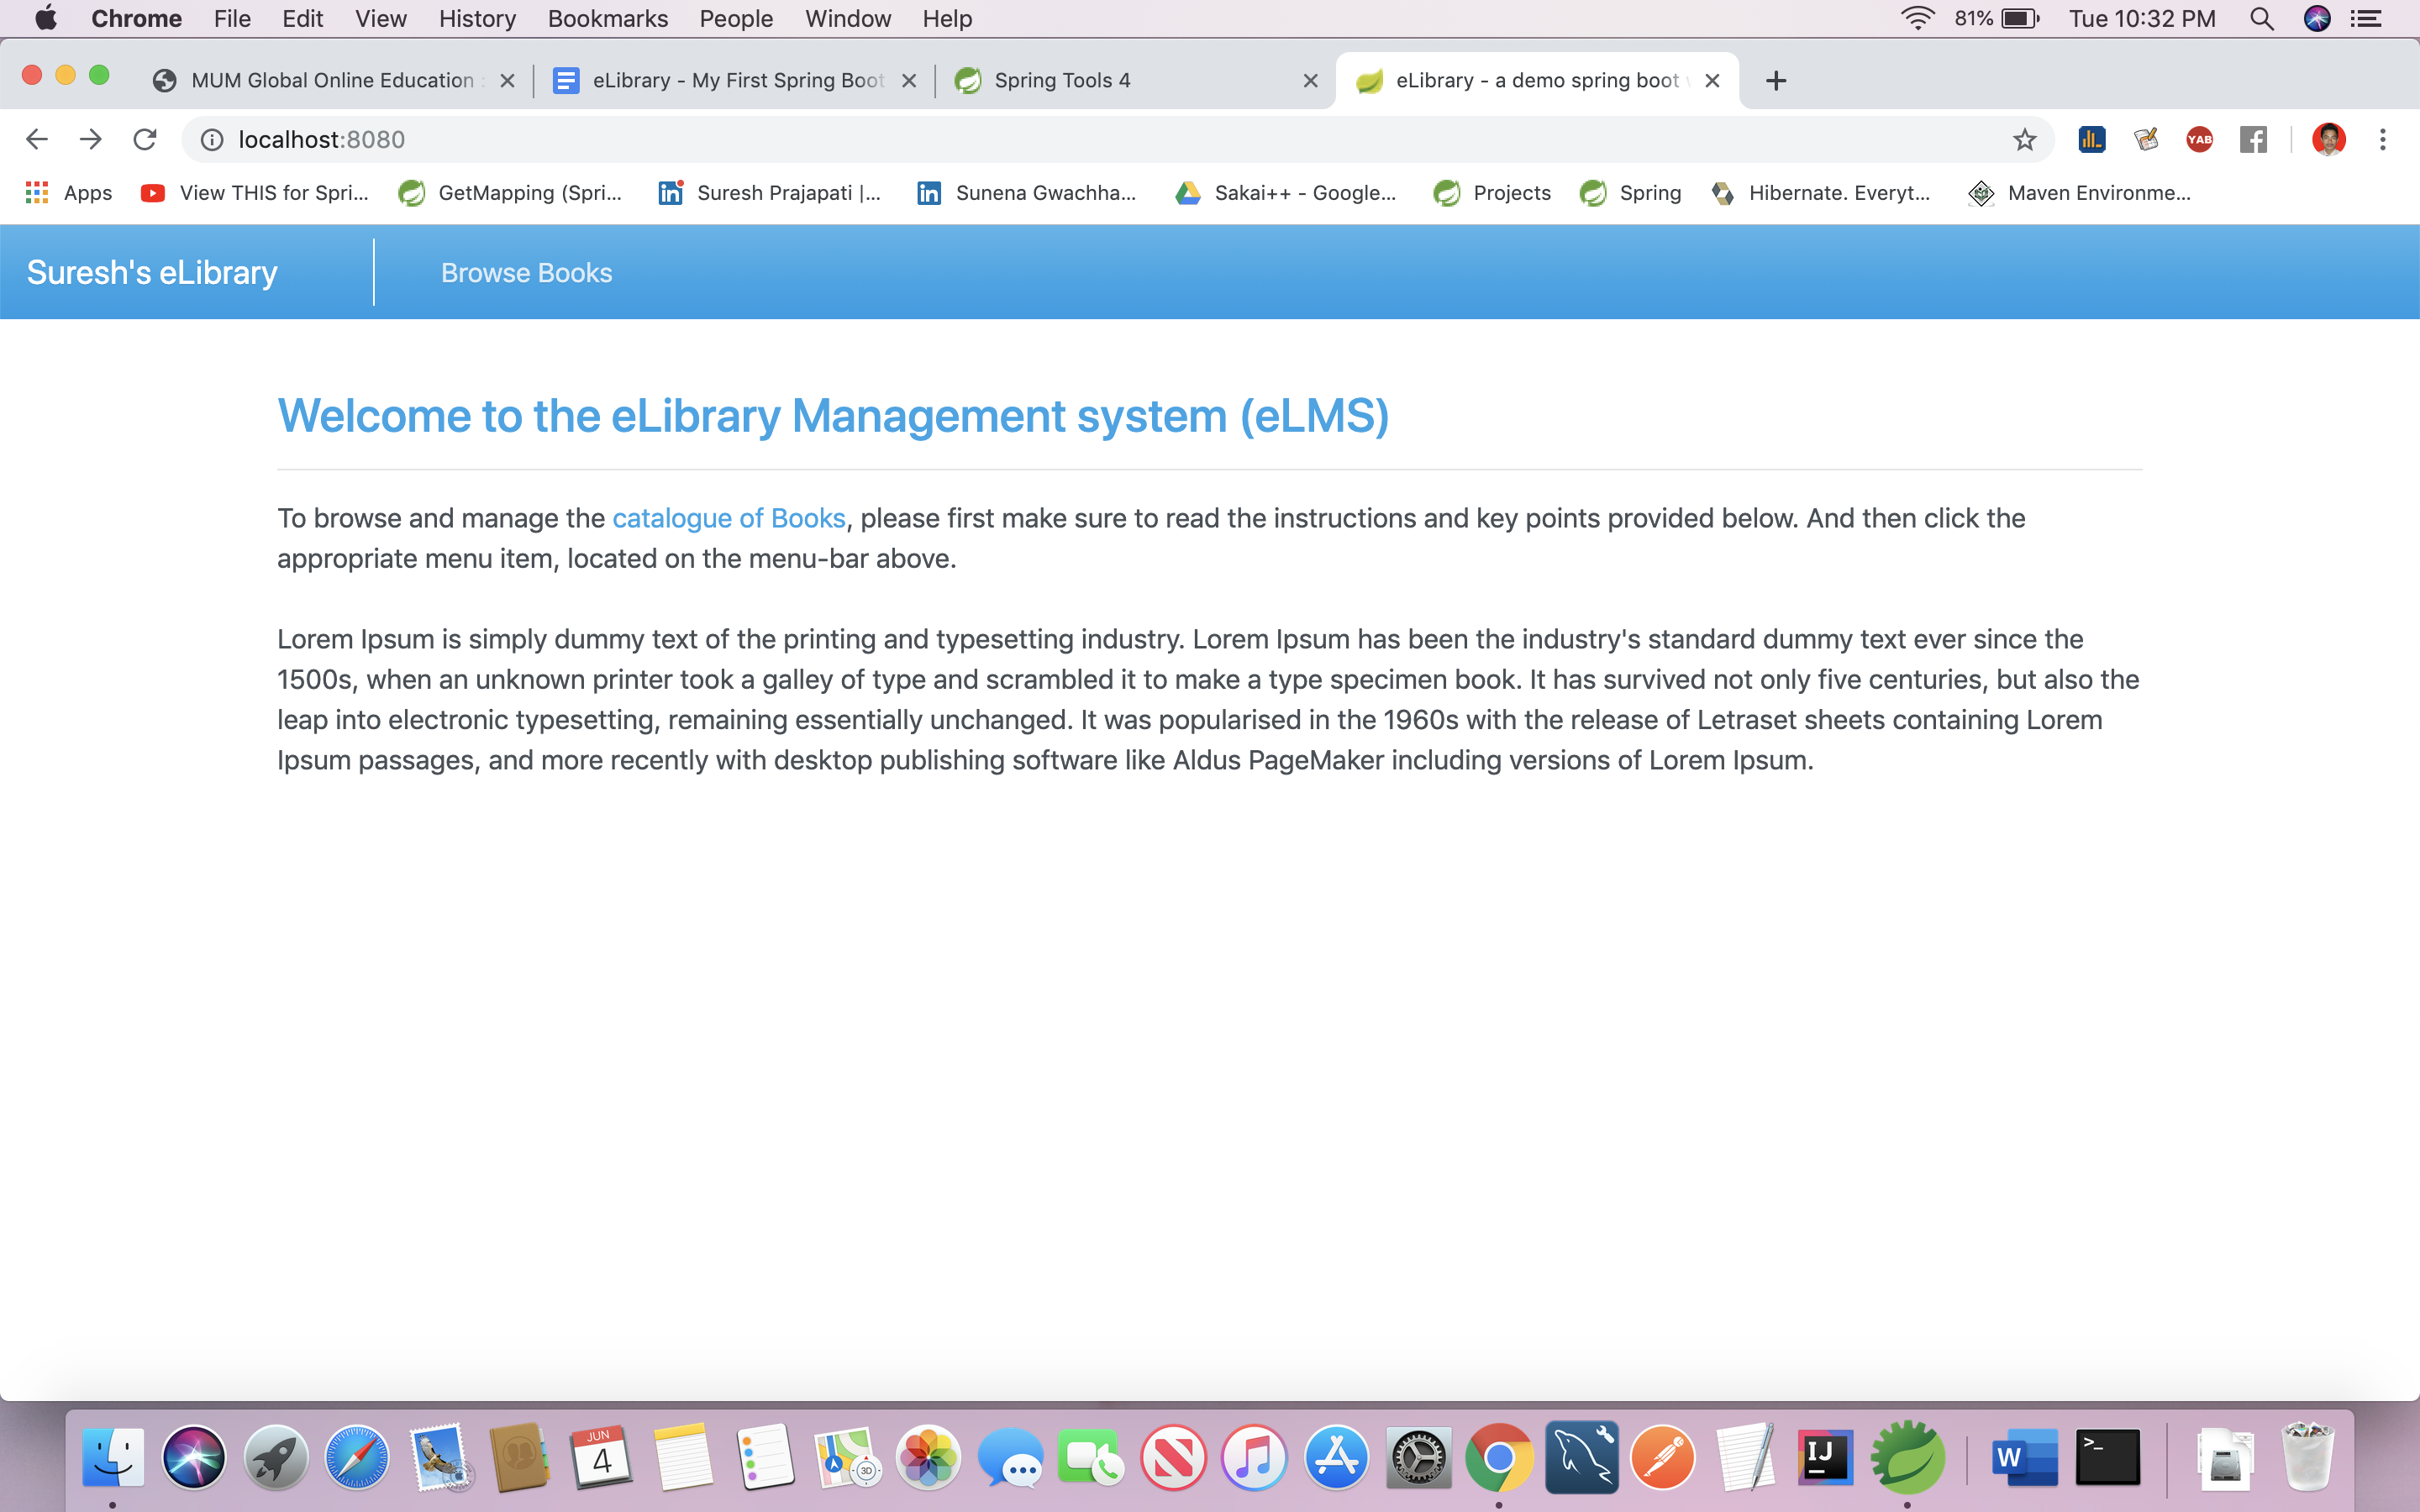 Chrome File Edit View History Bookmarks People Window Help 81% Tue 10:32 PM
MUM Global Online Education eLibrary - My First Spring Boot Spring Tools 4 eLibrary - a demo spring boot
localhost:8080 YAB
Apps View THIS for Spri... GetMapping (Spri... Suresh Prajapati |... Sunena Gwachha... Sakai++ - Google... Projects Spring Hibernate. Everyt... Maven Environme...
Suresh's eLibrary Browse Books
Welcome to the eLibrary Management system (eLMS)
To browse and manage the catalogue of Books, please first make sure to read the instructions and key points provided below. And then click the
appropriate menu item, located on the menu-bar above.
Lorem Ipsum is simply dummy text of the printing and typesetting industry. Lorem Ipsum has been the industry's standard dummy text ever since the
1500s, when an unknown printer took a galley of type and scrambled it to make a type specimen book. It has survived not only five centuries, but also the
leap into electronic typesetting, remaining essentially unchanged. It was popularised in the 1960s with the release of Letraset sheets containing Lorem
Ipsum passages, and more recently with desktop publishing software like Aldus PageMaker including versions of Lorem Ipsum.
JUN
4 3D IJ W >_